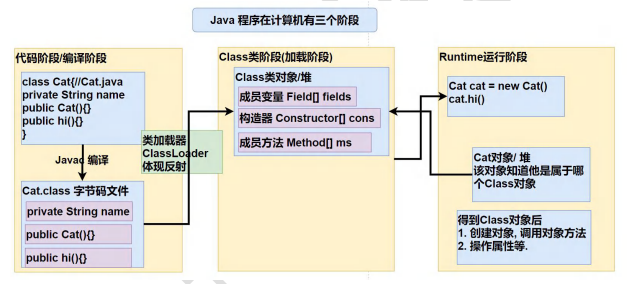 Java 程序在计算机有三个阶段
代码阶段/编译阶段
class Cat{//Cat.java
private String name
public Cat(){}
public hi(){}
}
Javac 编译
Cat.class 字节码文件
private String name
public Cat(){}
public hi(){}
类加载器
ClassLoader
体现反射
Class类阶段(加载阶段)
Class类对象/堆
成员变量 Field[] fields
构造器 Constructor[] cons
成员方法 Method[] ms
Runtime运行阶段
Cat cat = new Cat()
cat.hi()
Cat对象/ 堆
该对象知道他是属于哪
个Class对象
得到Class对象后
1. 创建对象, 调用对象方法
2. 操作属性等.